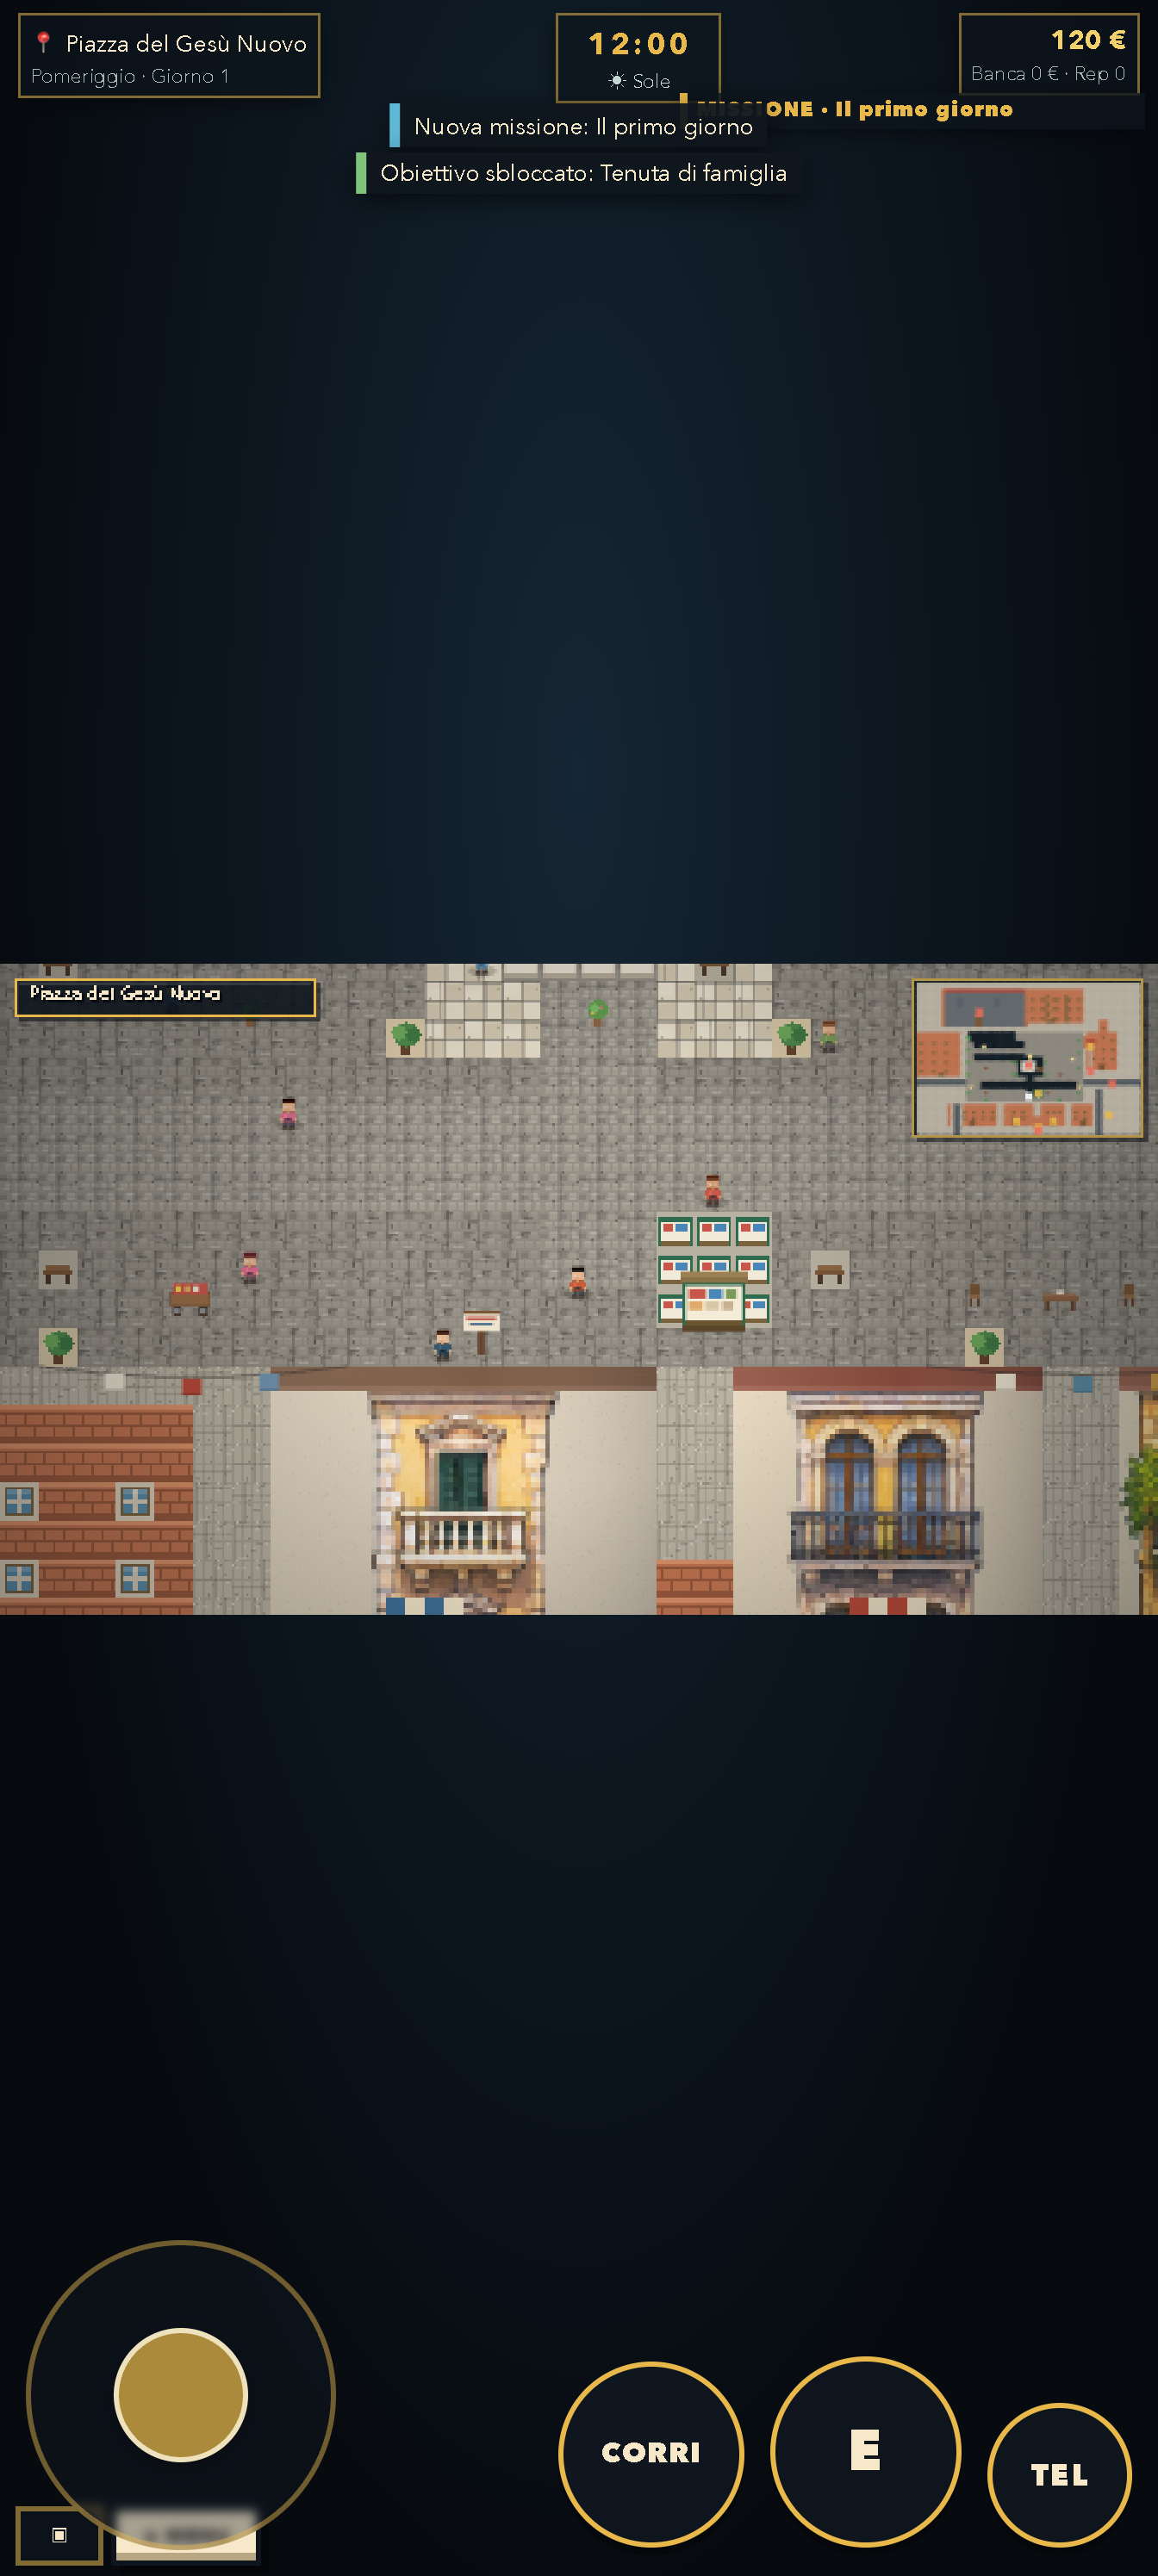 Piazza del Gesù Nuovo
Pomeriggio · Giorno 1
12:00
Sole
120 €
Banca 0 € · Rep 0
MISSIONE · Il primo giorno
Nuova missione: Il primo giorno
Obiettivo sbloccato: Tenuta di famiglia
Piazza del Gesù Nuovo
CORRI
E
TEL